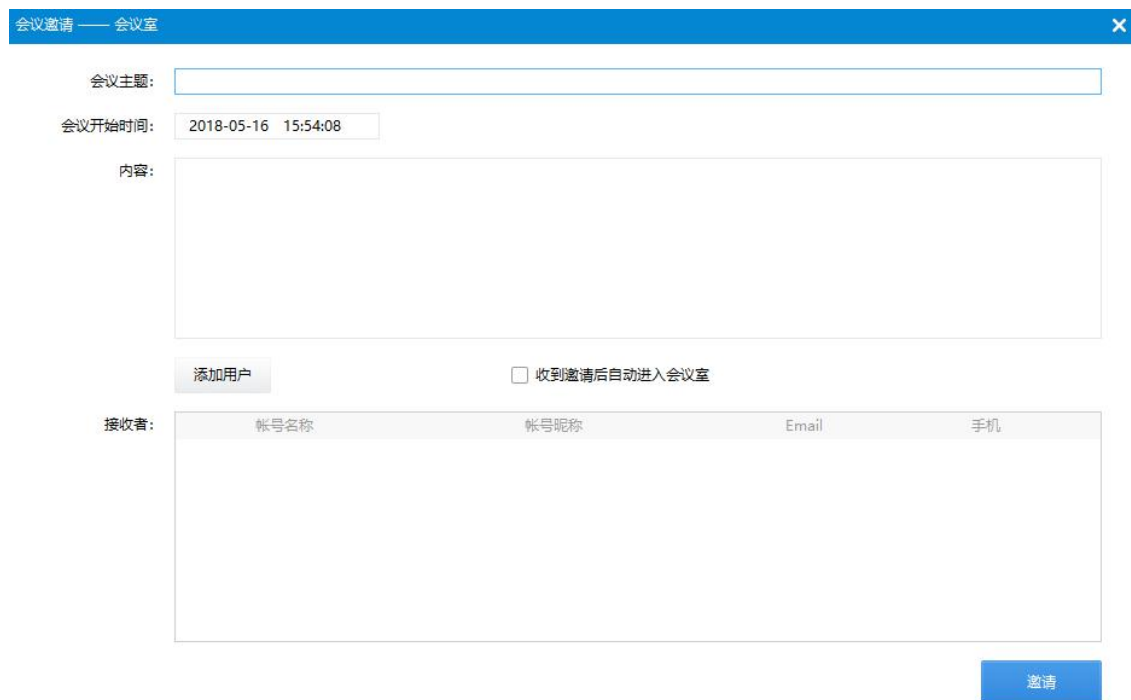 会议邀请 —— 会议室
会议主题:
会议开始时间: 2018-05-16 15:54:08
内容:
添加用户 收到邀请后自动进入会议室
接收者: 帐号名称 帐号昵称 Email 手机
邀请